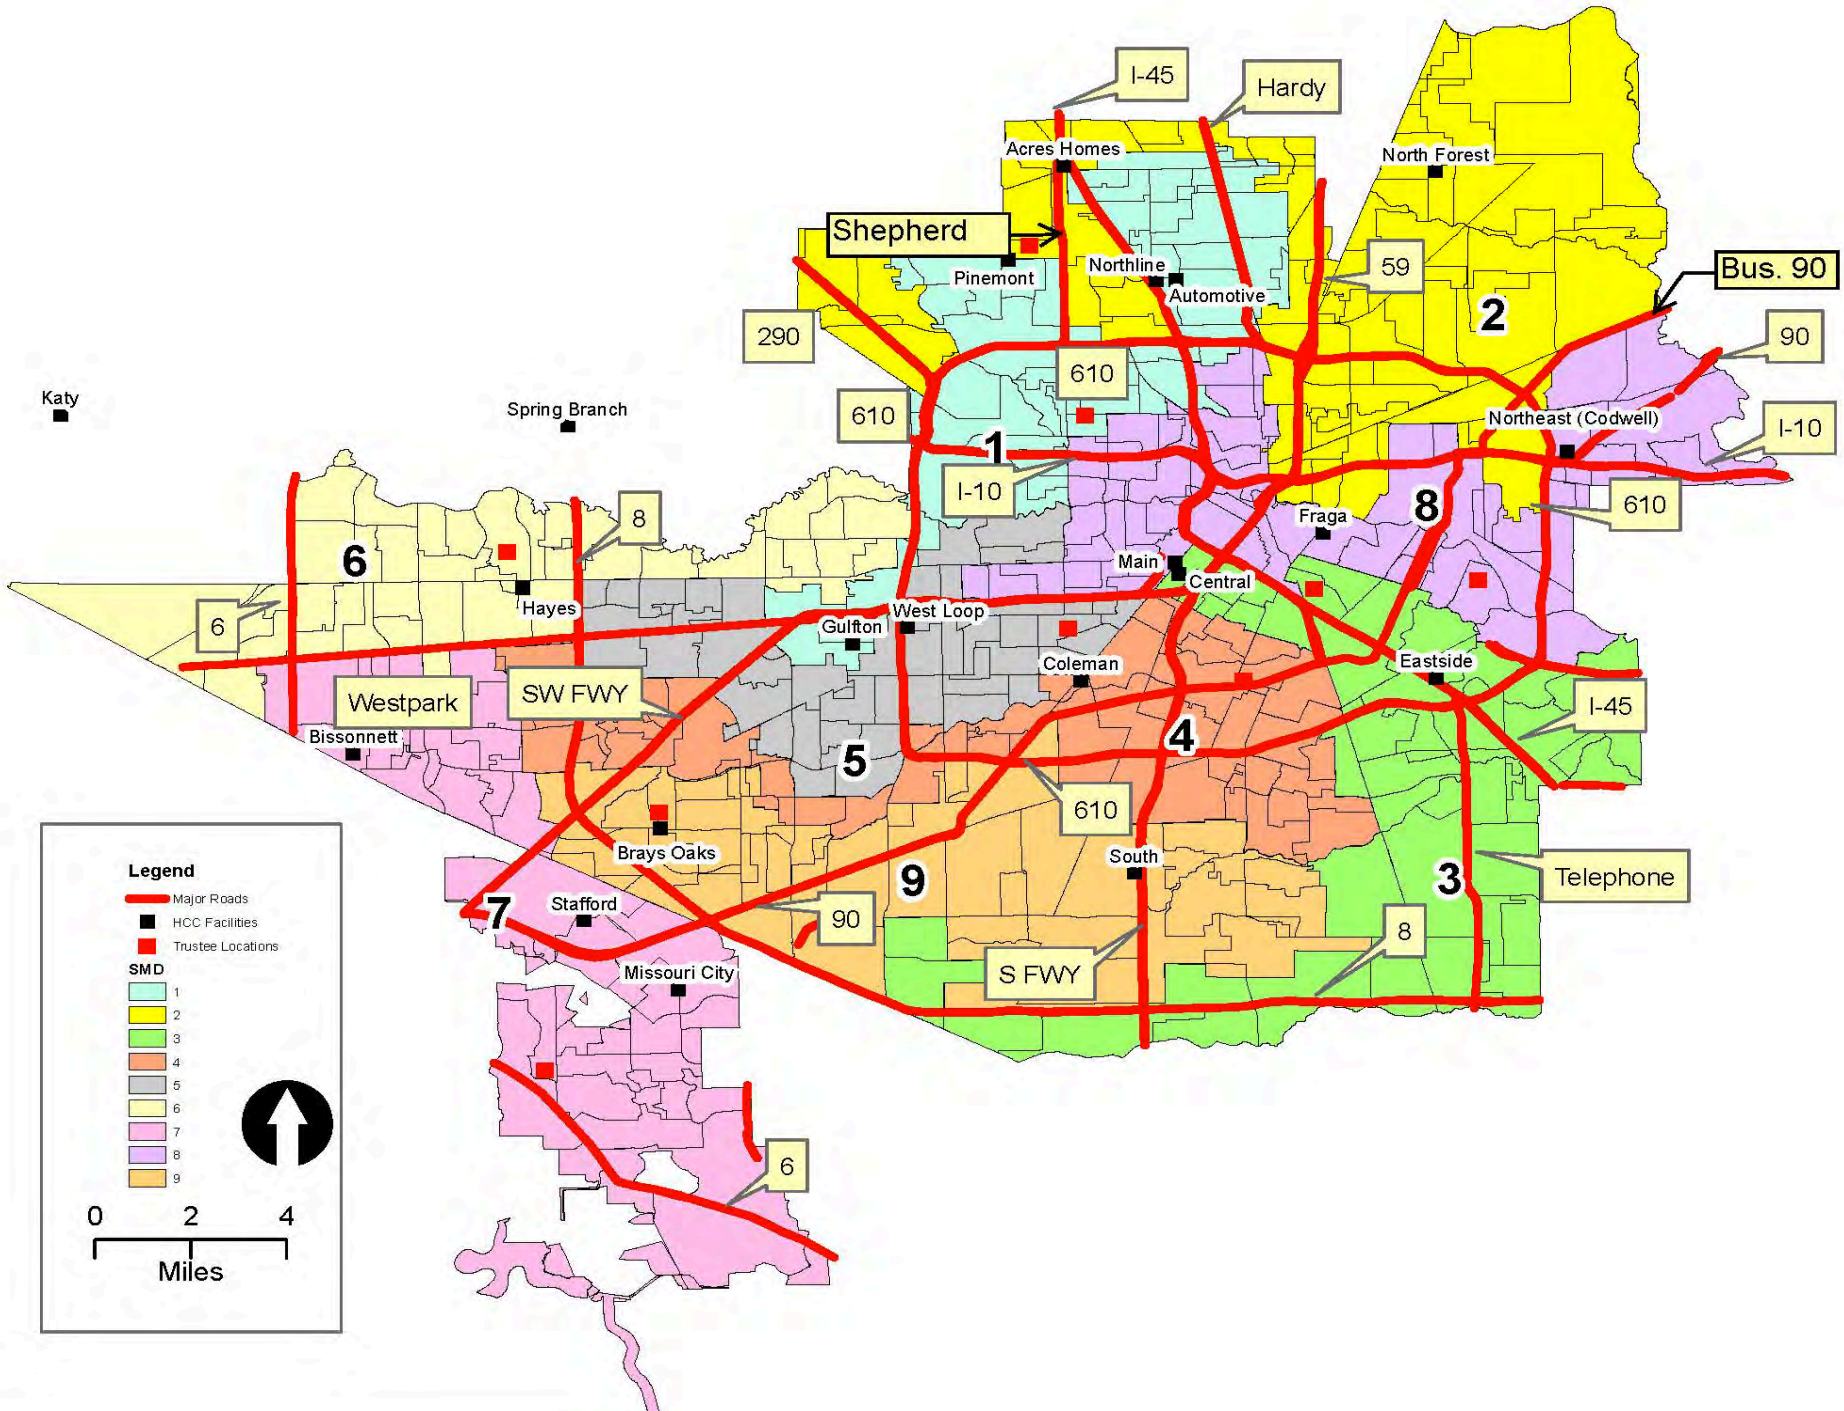 I-45
Hardy
Acres Homes
North Forest
Shepherd
Pinemont
Northline
Automotive
59
Bus. 90
2
290
90
610
610
Katy
Spring Branch
Northeast (Codwell)
I-10
1
I-10
8
8
610
Fraga
6
Main
Central
Hayes
6
West Loop
Gulfton
Coleman
Eastside
Westpark
SW FWY
I-45
Bissonnett
4
5
610
Brays Oaks
South
Telephone
9
3
7
Stafford
90
8
S FWY
Missouri City
6
Legend
Major Roads
HCC Facilities
Trustee Locations
SMD
1
2
3
4
5
6
7
8
9
0 2 4
Miles